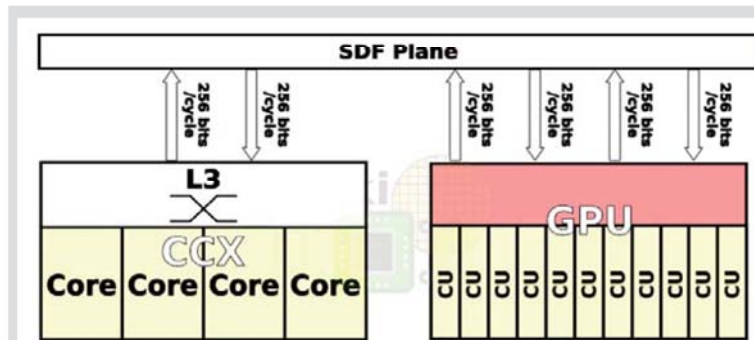 SDF Plane
256 bits
/cycle
256 bits
/cycle
256 bits
/cycle
256 bits
/cycle
256 bits
/cycle
256 bits
/cycle
L3
CCX
Core Core Core Core
GPU
CU CU CU CU CU CU CU CU CU CU CU